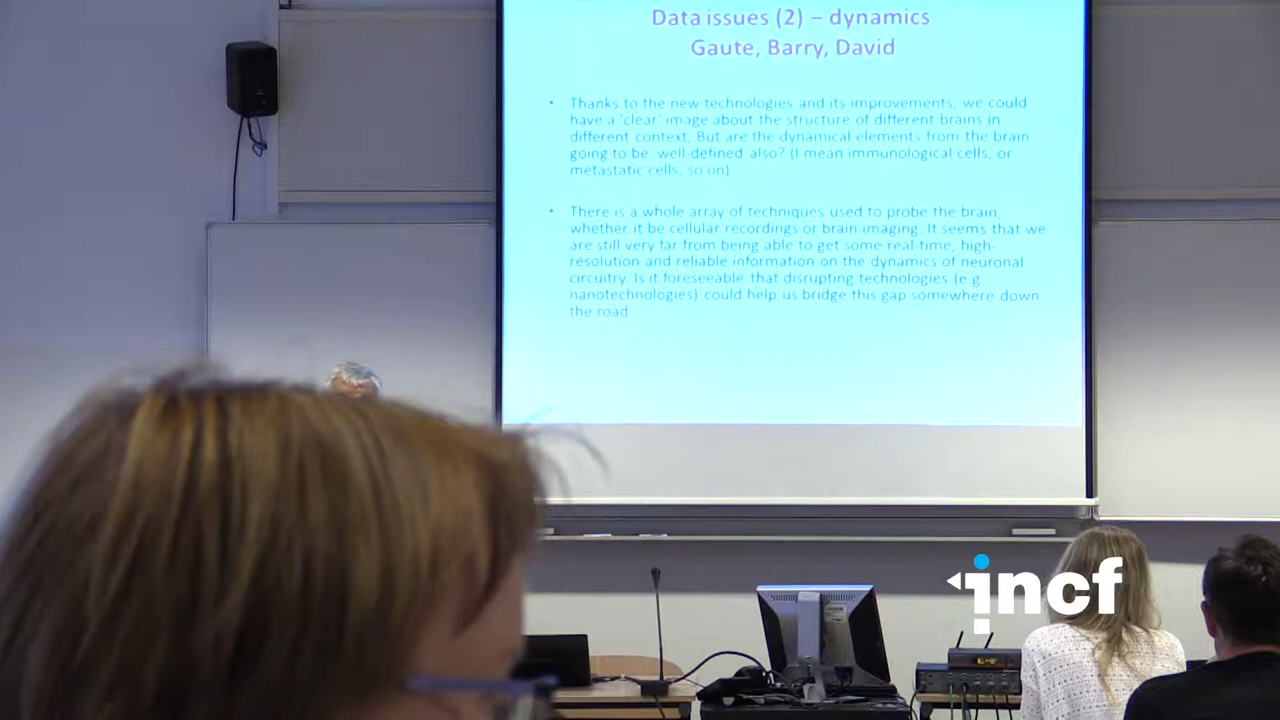 Data issues (2) – dynamics
Gaute, Barry, David
• Thanks to the new technologies and its improvements, we could
have a 'clear' image about the structure of different brains in
different context, But are the dynamical elements from the brain
going to be well-defined also? (I mean immunological cells, or
metastatic cells, so on)
• There is a whole array of techniques used to probe the brain,
whether it be cellular recordings or brain imaging. It seems that we
are still very far from being able to get some real-time, high-
resolution and reliable information on the dynamics of neuronal
circuitry. Is it foreseeable that disrupting technologies (e.g
nanotechnologies) could help us bridge this gap somewhere down
the road
incf